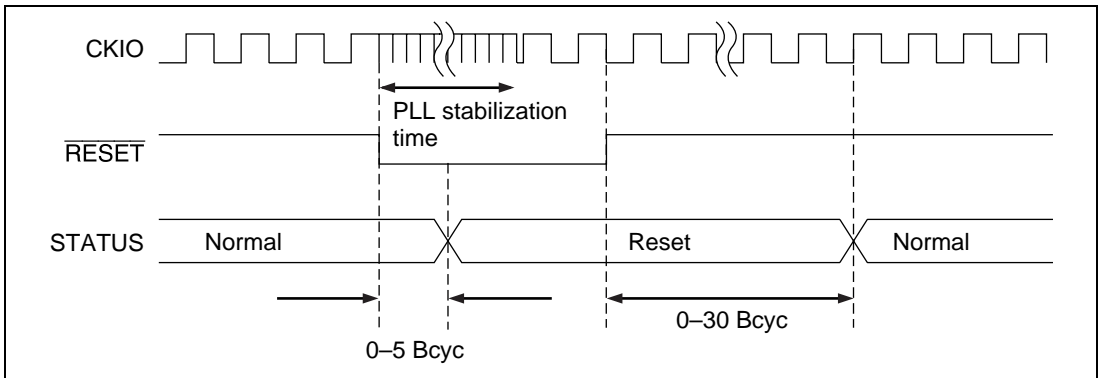 CKIO
PLL stabilization
time
RESET
STATUS
Normal
Reset
Normal
0–5 Bcyc
0–30 Bcyc